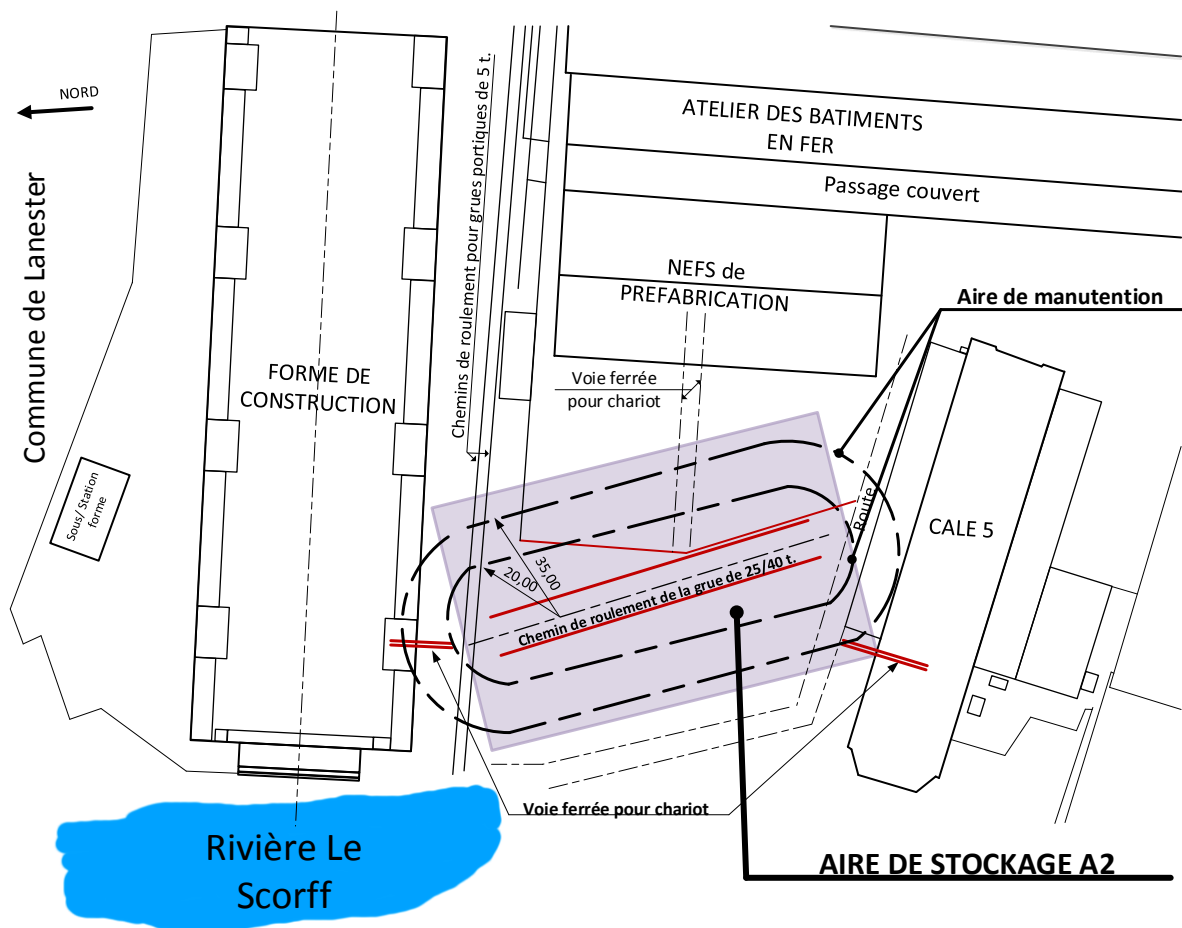 NORD
Commune de Lanester
Sous/ Station
forme
FORME DE
CONSTRUCTION
Chemins de roulement pour grues portiques de 5 t.
ATELIER DES BATIMENTS
EN FER
Passage couvert
NEFS de
PREFABRICATION
Aire de manutention
Voie ferrée
pour chariot
Route
CALE 5
35,00
20,00
Chemin de roulement de la grue de 25/40 t.
Voie ferrée pour chariot
Rivière Le
Scorff
AIRE DE STOCKAGE A2